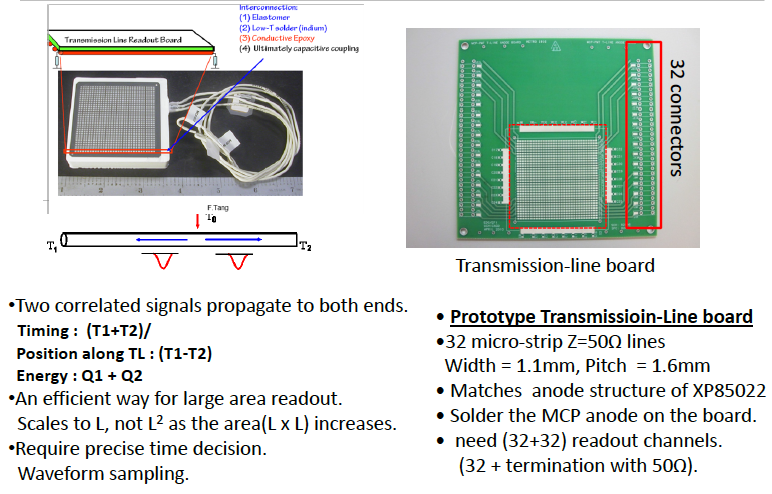 Interconnection:
(1) Elastomer
(2) Low-T solder (indium)
(3) Conductive Epoxy
(4) Ultimately capacitive coupling
Transmission Line Readout Board
F.Tang
T0
T1
T2
32 connectors
Transmission-line board
•Two correlated signals propagate to both ends.
Timing : (T1+T2)/
Position along TL : (T1-T2)
Energy : Q1 + Q2
•An efficient way for large area readout.
Scales to L, not L² as the area(L x L) increases.
•Require precise time decision.
Waveform sampling.
• Prototype Transmissioin-Line board
•32 micro-strip Z=50Ω lines
Width = 1.1mm, Pitch = 1.6mm
• Matches anode structure of XP85022
• Solder the MCP anode on the board.
• need (32+32) readout channels.
(32 + termination with 50Ω).